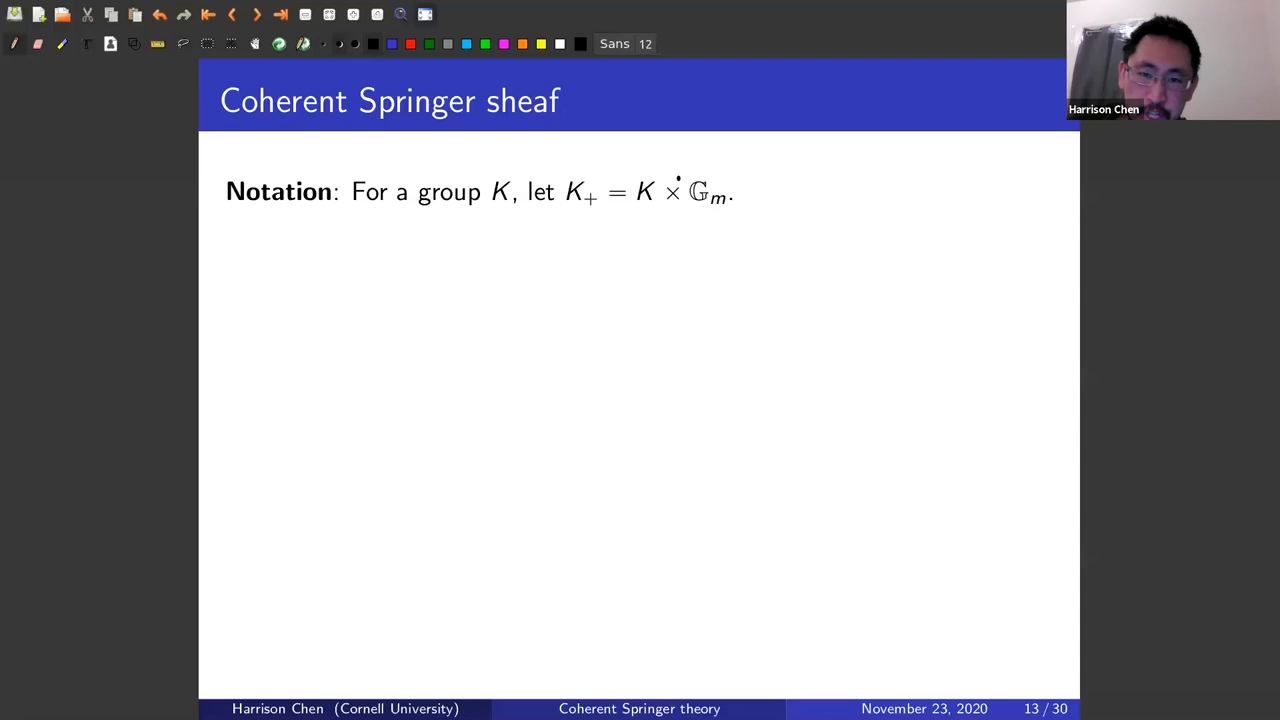 Sans 12
Harrison Chen
Coherent Springer sheaf
Notation: For a group K, let K₊ = K × 𝔾ₘ.
Harrison Chen (Cornell University) Coherent Springer theory November 23, 2020 13 / 30